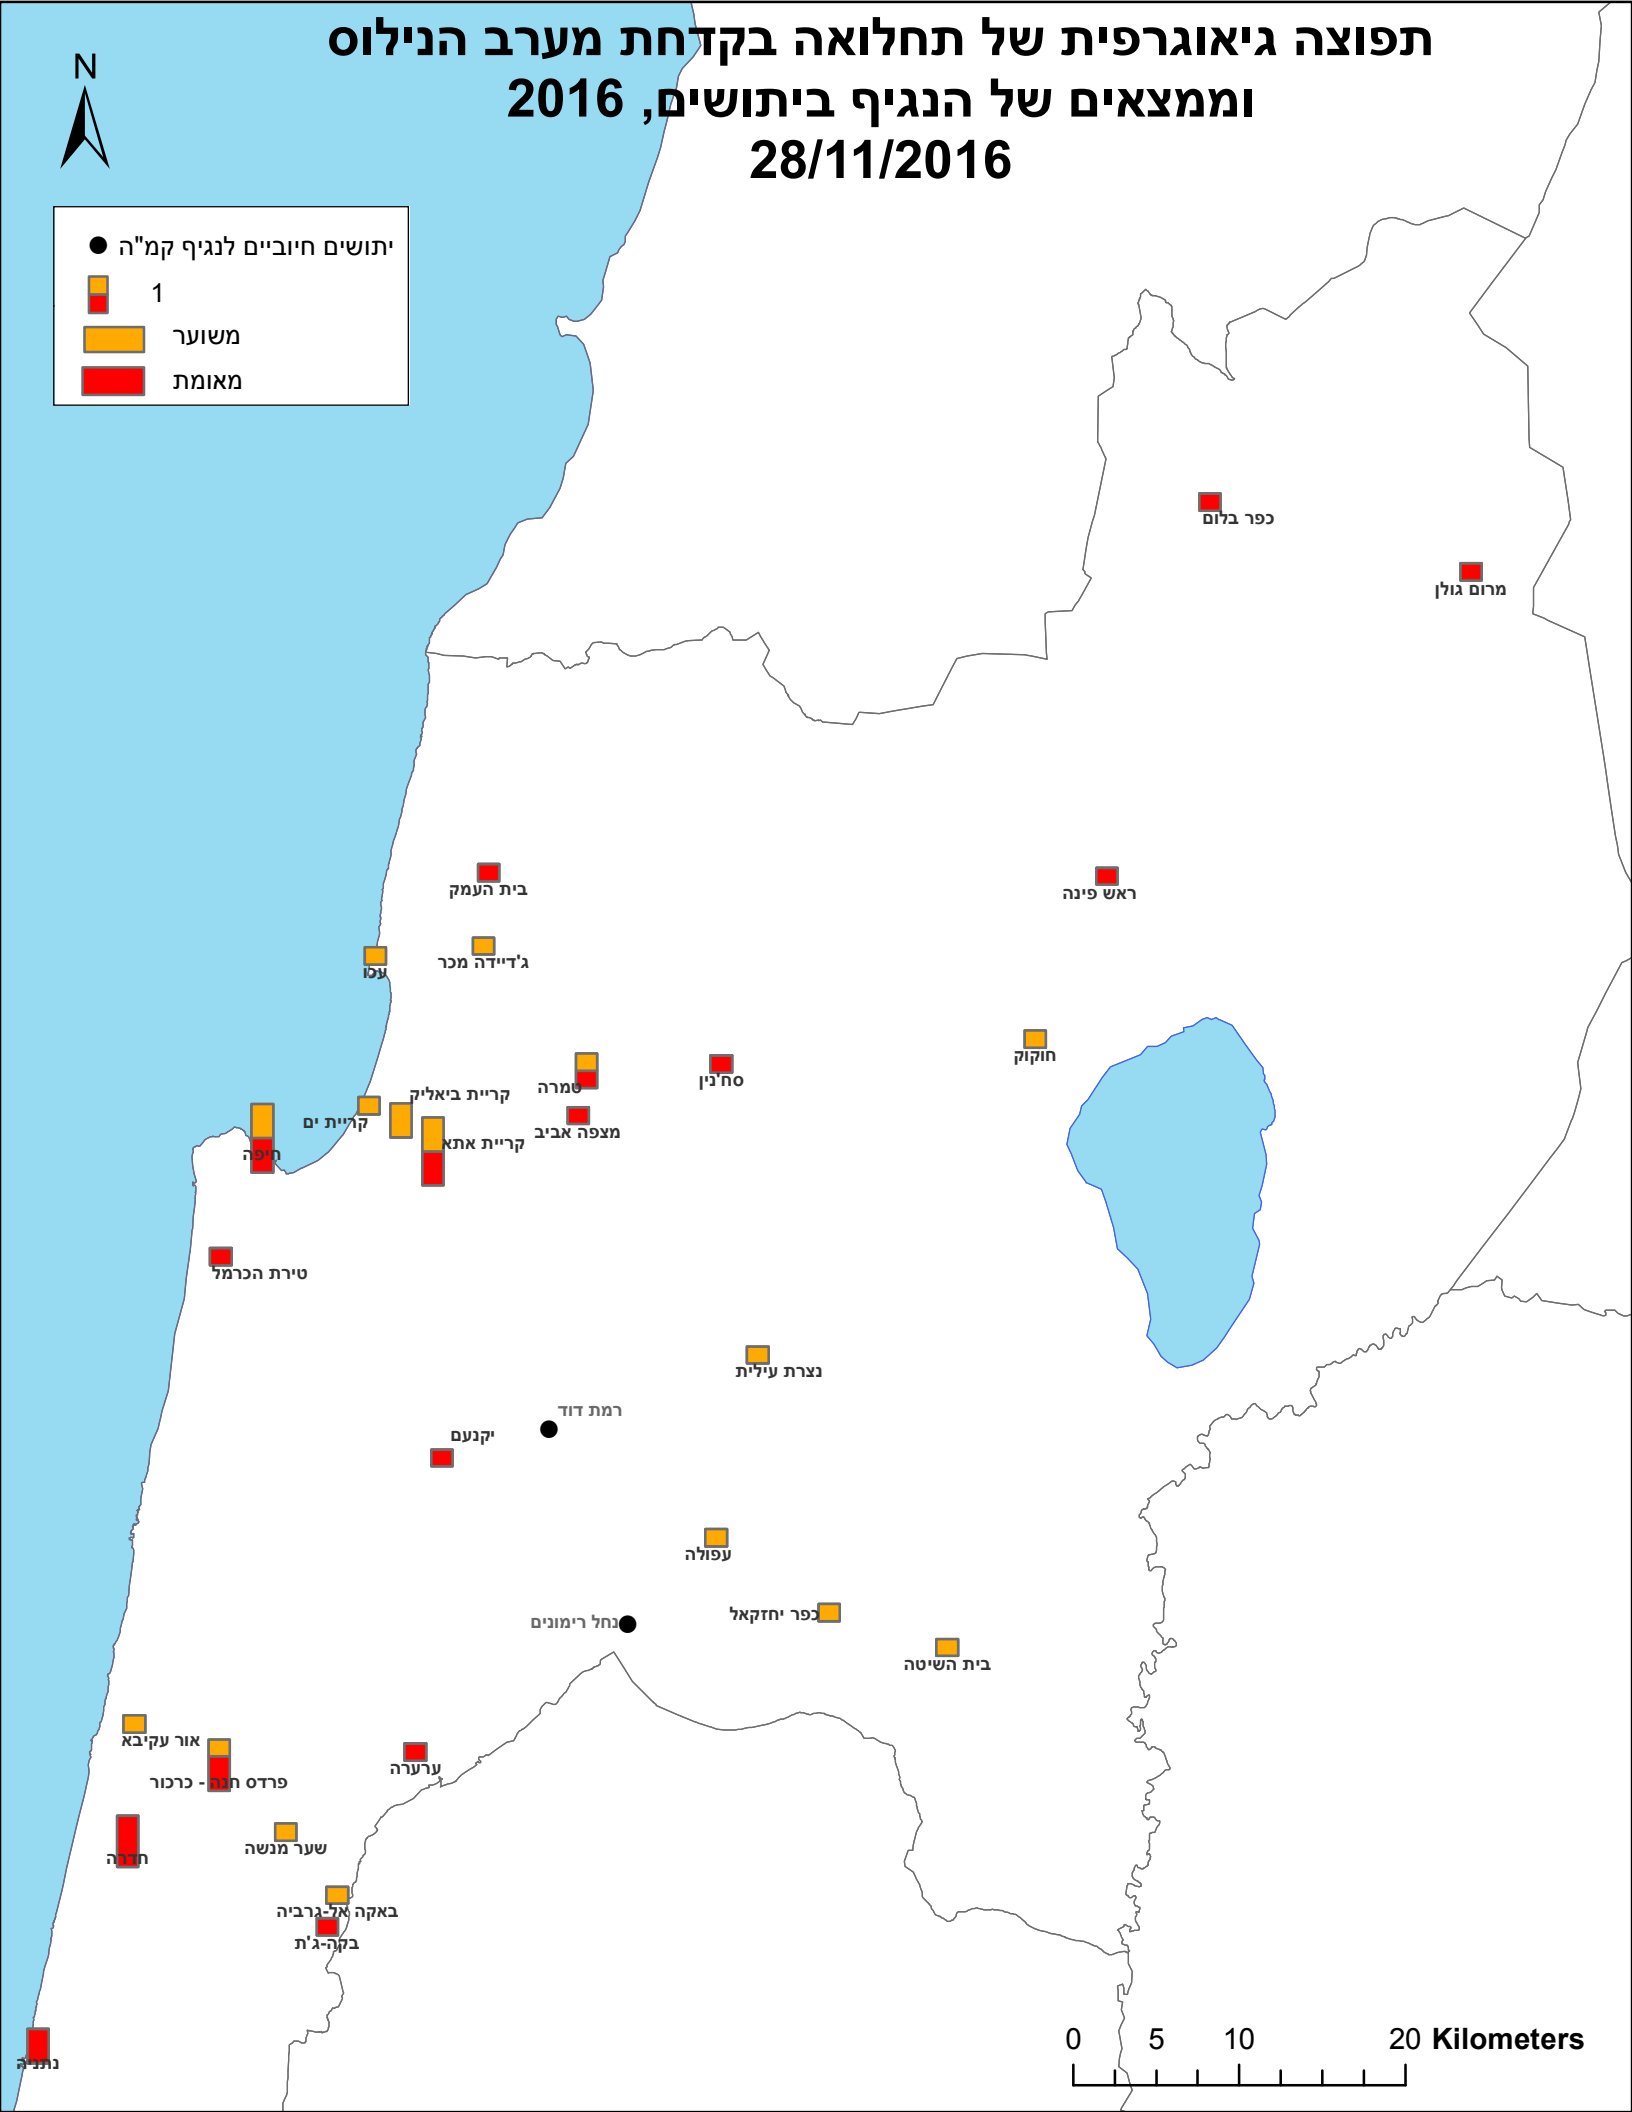 תפוצה גיאוגרפית של תחלואה בקדחת מערב הנילוס
וממצאים של הנגיף ביתושים, 2016
28/11/2016
N
יתושים חיוביים לנגיף קמ"ה
1
משוער
מאומת
כפר בלום
מרום גולן
בית העמק
ראש פינה
ג'דיידה מכר
עכו
חוקוק
סח'נין
טמרה
קריית ביאליק
קריית ים
מצפה אביב
קריית אתא
חיפה
טירת הכרמל
נצרת עילית
רמת דוד
יקנעם
עפולה
כפר יחזקאל
נחל רימונים
בית השיטה
אור עקיבא
ערערה
פרדס חנה - כרכור
שער מנשה
חדרה
באקה אל-גרביה
בקה-ג'ת
נתניה
0 5 10 20 Kilometers